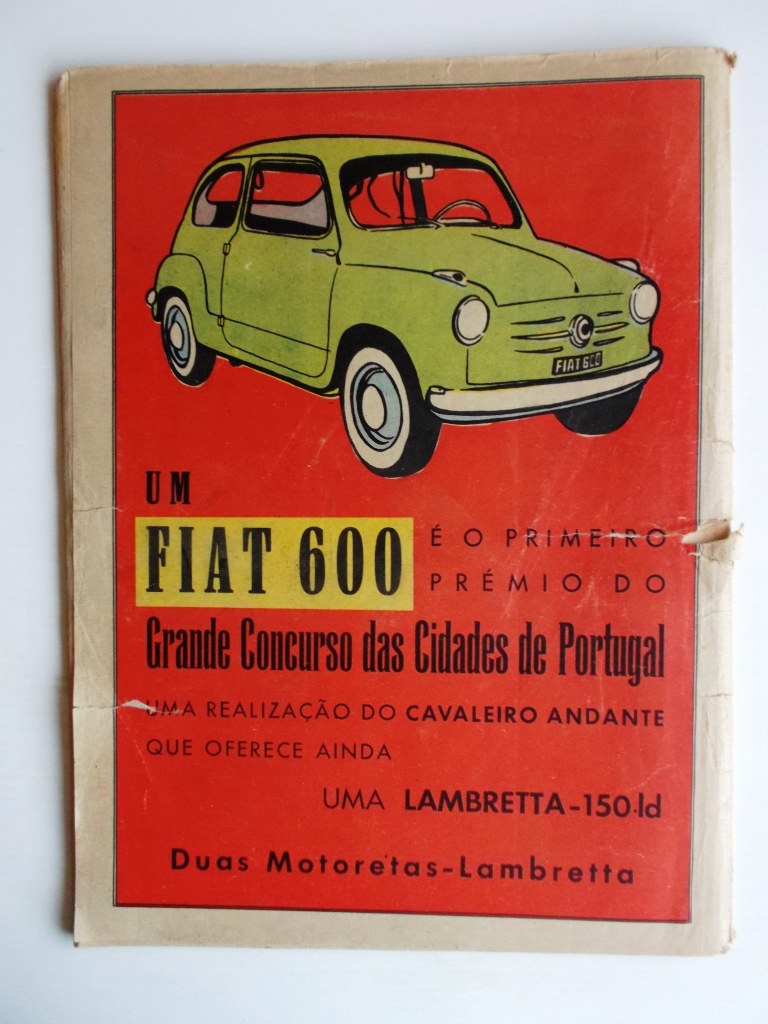 FIAT 600
UM
FIAT 600
É O PRIMEIRO
PRÉMIO DO
Grande Concurso das Cidades de Portugal
UMA REALIZAÇÃO DO CAVALEIRO ANDANTE
QUE OFERECE AINDA
UMA LAMBRETTA-150·ld
Duas Motoretas-Lambretta